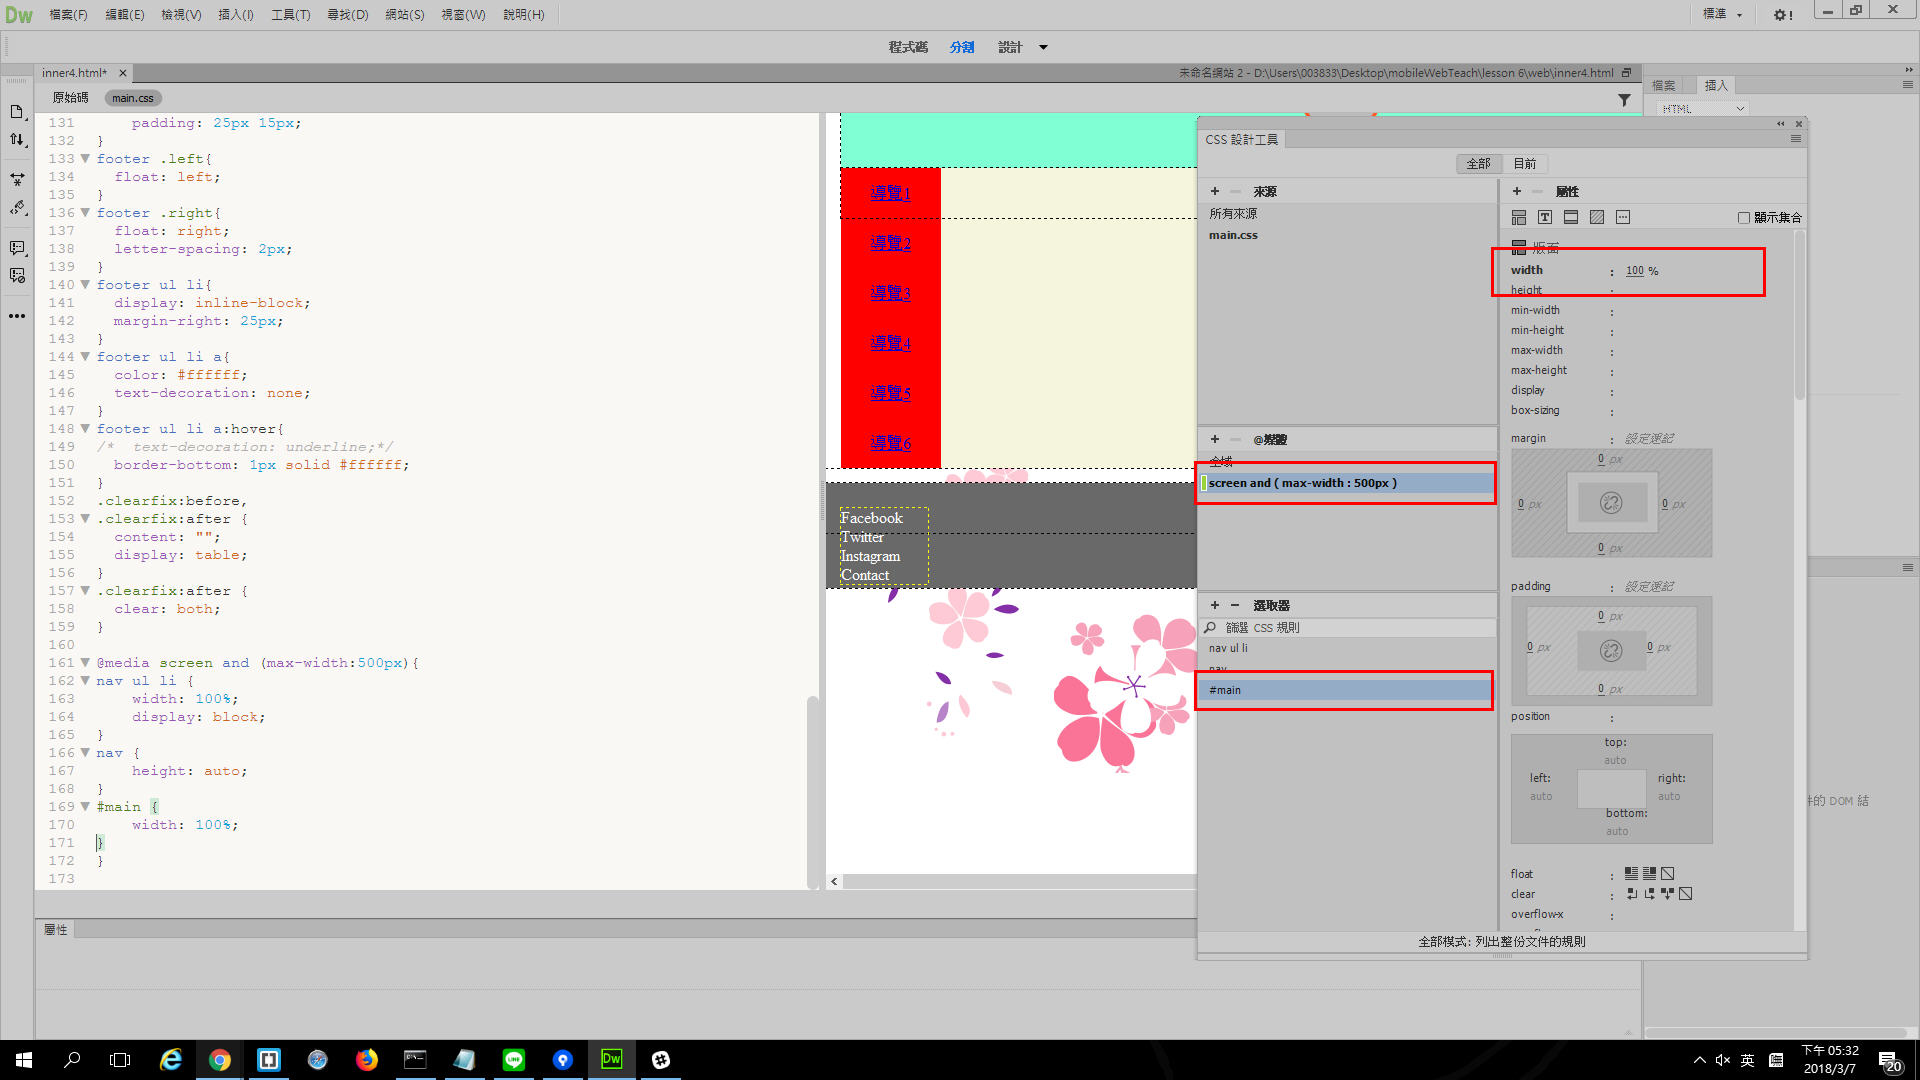 Dw 檔案(F) 編輯(E) 檢視(V) 插入(I) 工具(T) 尋找(D) 網站(S) 視窗(W) 說明(H) 標準 !
程式碼 分割 設計
inner4.html* 未命名網站 2 - D:\Users\003833\Desktop\mobileWebTeach\lesson 6\web\inner4.html
原始碼 main.css
131 padding: 25px 15px;
132 }
133 footer .left{
134 float: left;
135 }
136 footer .right{
137 float: right;
138 letter-spacing: 2px;
139 }
140 footer ul li{
141 display: inline-block;
142 margin-right: 25px;
143 }
144 footer ul li a{
145 color: #ffffff;
146 text-decoration: none;
147 }
148 footer ul li a:hover{
149 /* text-decoration: underline;*/
150 border-bottom: 1px solid #ffffff;
151 }
152 .clearfix:before,
153 .clearfix:after {
154 content: "";
155 display: table;
156 }
157 .clearfix:after {
158 clear: both;
159 }
160
161 @media screen and (max-width:500px){
162 nav ul li {
163 width: 100%;
164 display: block;
165 }
166 nav {
167 height: auto;
168 }
169 #main {
170 width: 100%;
171 }
172 }
173
導覽1
導覽2
導覽3
導覽4
導覽5
導覽6
Facebook
Twitter
Instagram
Contact
CSS 設計工具
全部 目前
來源
所有來源
main.css
@媒體
全域
screen and ( max-width : 500px )
選取器
篩選 CSS 規則
nav ul li
nav
#main
屬性
顯示集合
版面
width : 100 %
height :
min-width :
min-height :
max-width :
max-height :
display :
box-sizing :
margin : 設定速記
0 px
0 px 0 px
0 px
padding : 設定速記
0 px
0 px 0 px
0 px
position :
top:
auto
left: right:
auto auto
bottom:
auto
float :
clear :
overflow-x :
全部模式: 列出整份文件的規則
檔案 插入
HTML
件的 DOM 結
屬性
英
下午 05:32
2018/3/7
20